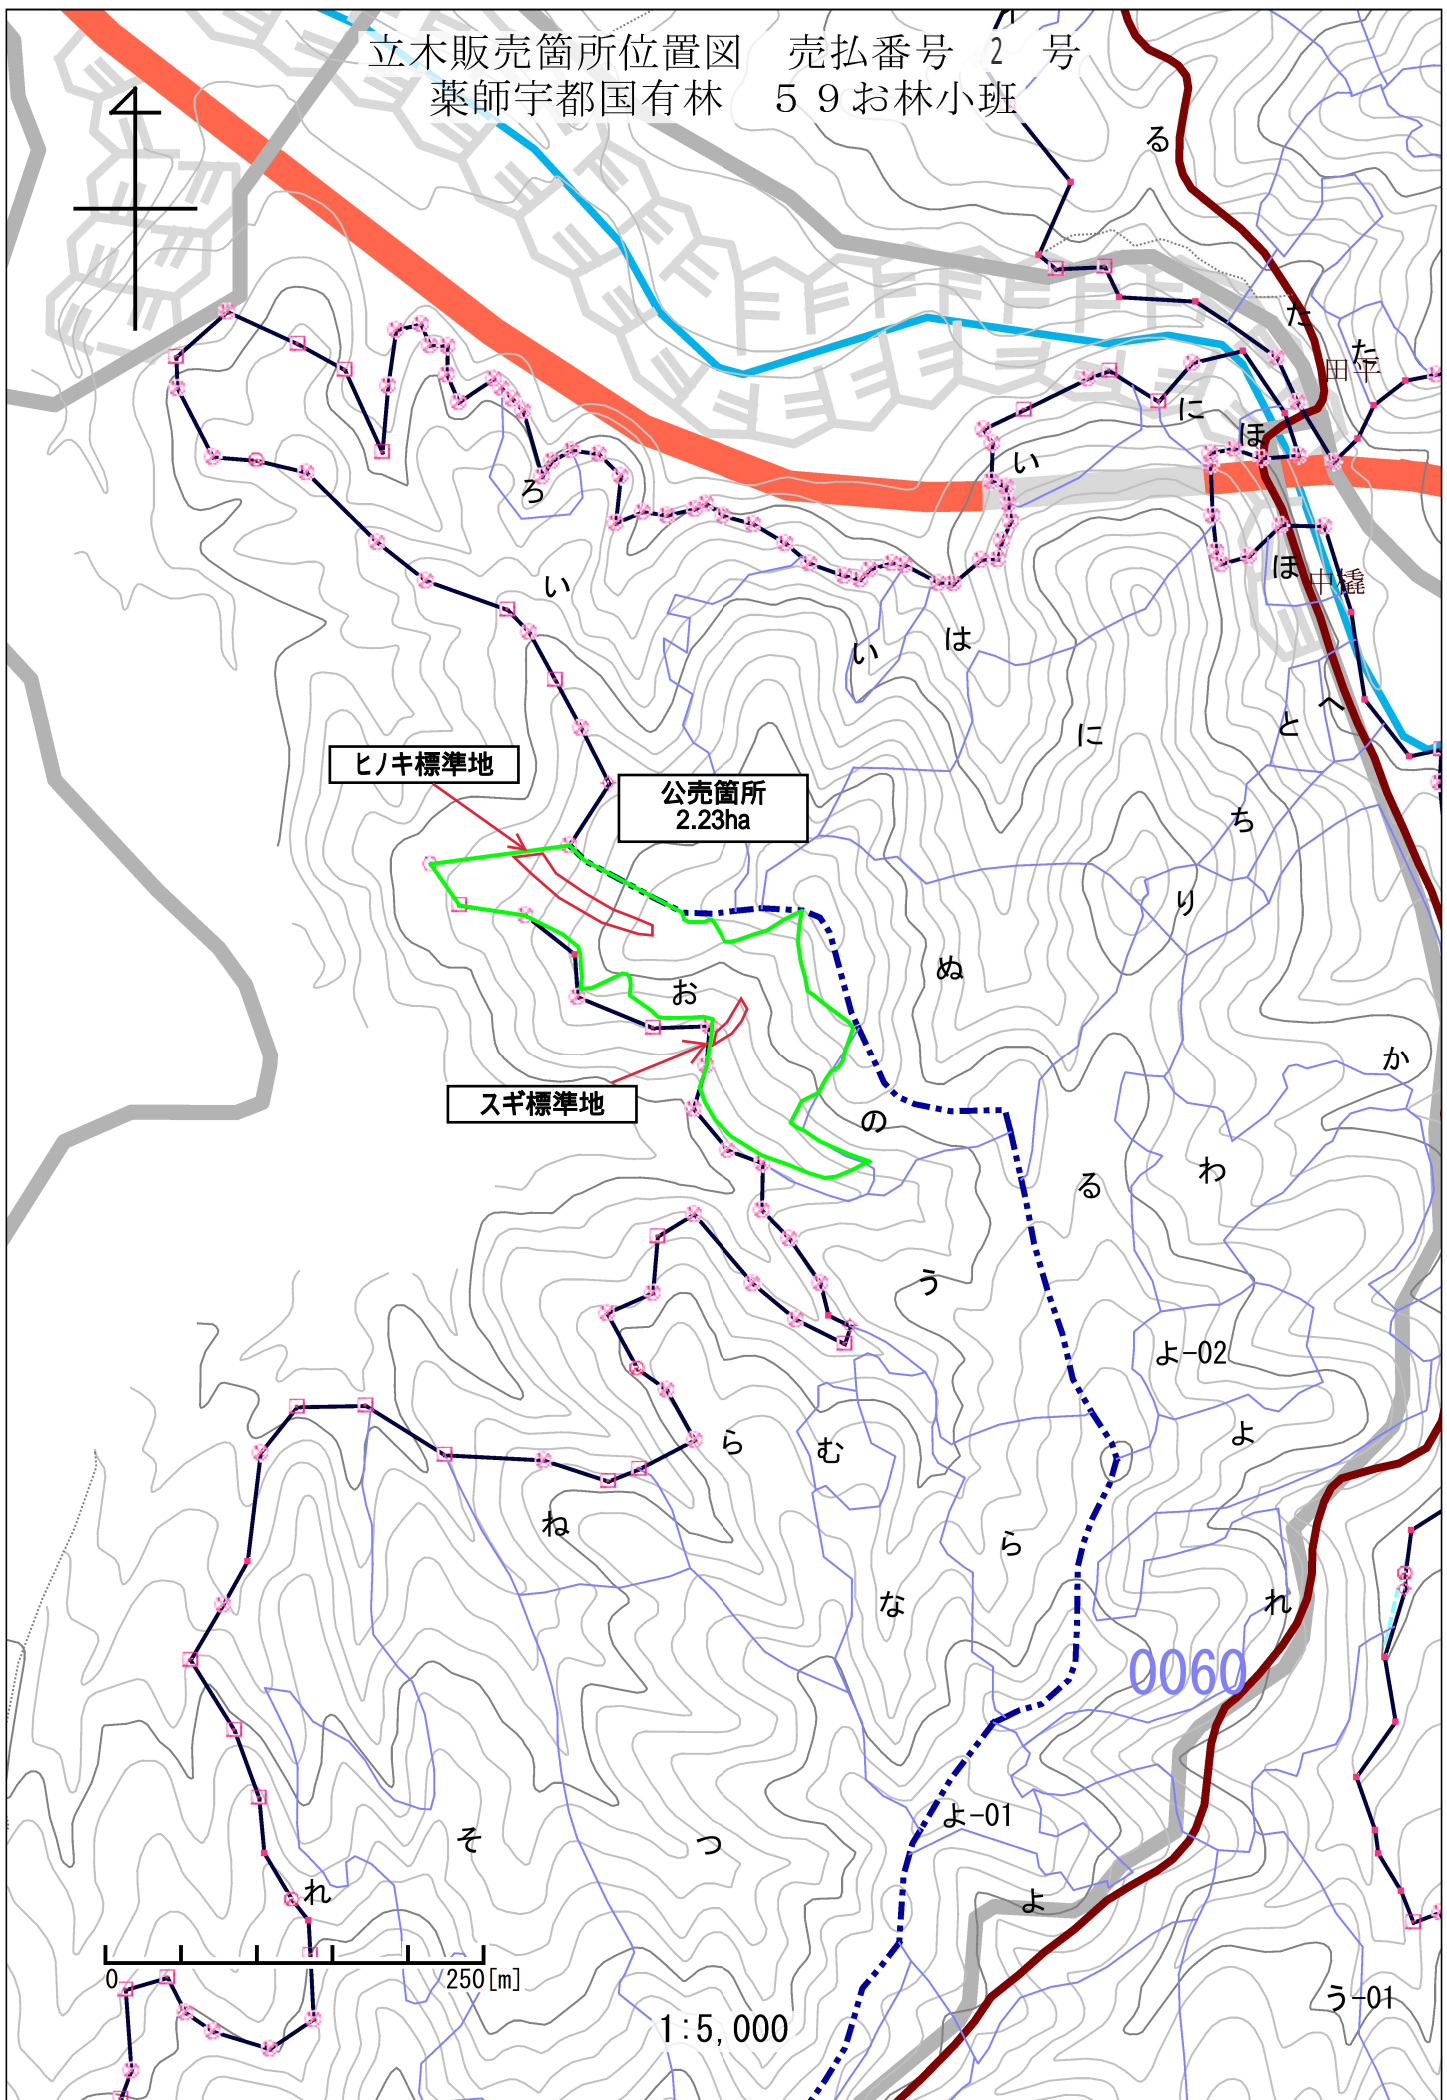 立木販売箇所位置図　売払番号　2　号
薬師宇都国有林　５９お林小班
る
た
た
田平
に
ほ
い
ろ
ほ
中橇
い
い
は
へ
と
に
ヒノキ標準地
公売箇所
2.23ha
ち
り
ぬ
お
か
スギ標準地
の
わ
る
う
よ-02
よ
ら
む
ね
ら
な
れ
0060
よ-01
そ
つ
れ
よ
0
250[m]
う-01
1:5,000